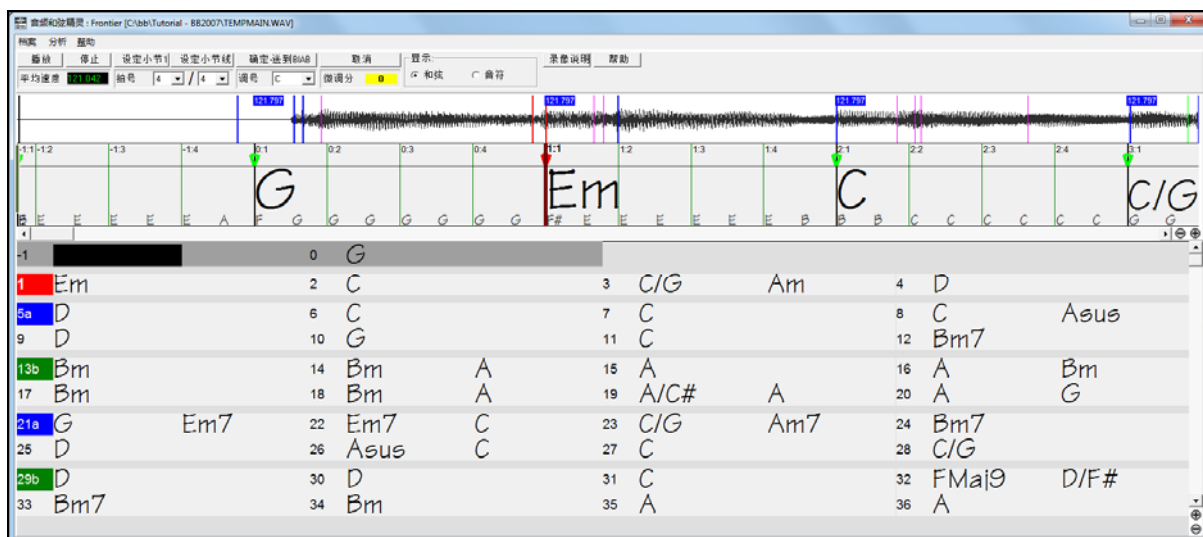 音频和弦精灵 : Frontier [C:\bb\Tutorial - BB2007\TEMPMAIN.WAV]
档案 分析 帮助
播放 停止 设定小节1 设定小节线 确定-送到BIAB 取消 显示: 录像说明 帮助
平均速度 121.042 拍号 4 / 4 调号 C 微调分 0 和弦 音符
121.797 121.797 121.797 121.797
-1:1 -1:2 -1:3 -1:4 0:1 0:2 0:3 0:4 1:1 1:2 1:3 1:4 2:1 2:2 2:3 2:4 3:1
G Em C C/G
B E E E E E A F G G G G G G G F# E E E E E E B B B C C C C C C G G
-1 0 G
1 Em 2 C 3 C/G Am 4 D
5a D 6 C 7 C 8 C Asus
9 D 10 G 11 C 12 Bm7
13b Bm 14 Bm A 15 A 16 A Bm
17 Bm 18 Bm A 19 A/C# A 20 A G
21a G Em7 22 Em7 C 23 C/G Am7 24 Bm7
25 D 26 Asus C 27 C 28 C/G
29b D 30 D 31 C 32 FMaj9 D/F#
33 Bm7 34 Bm 35 A 36 A